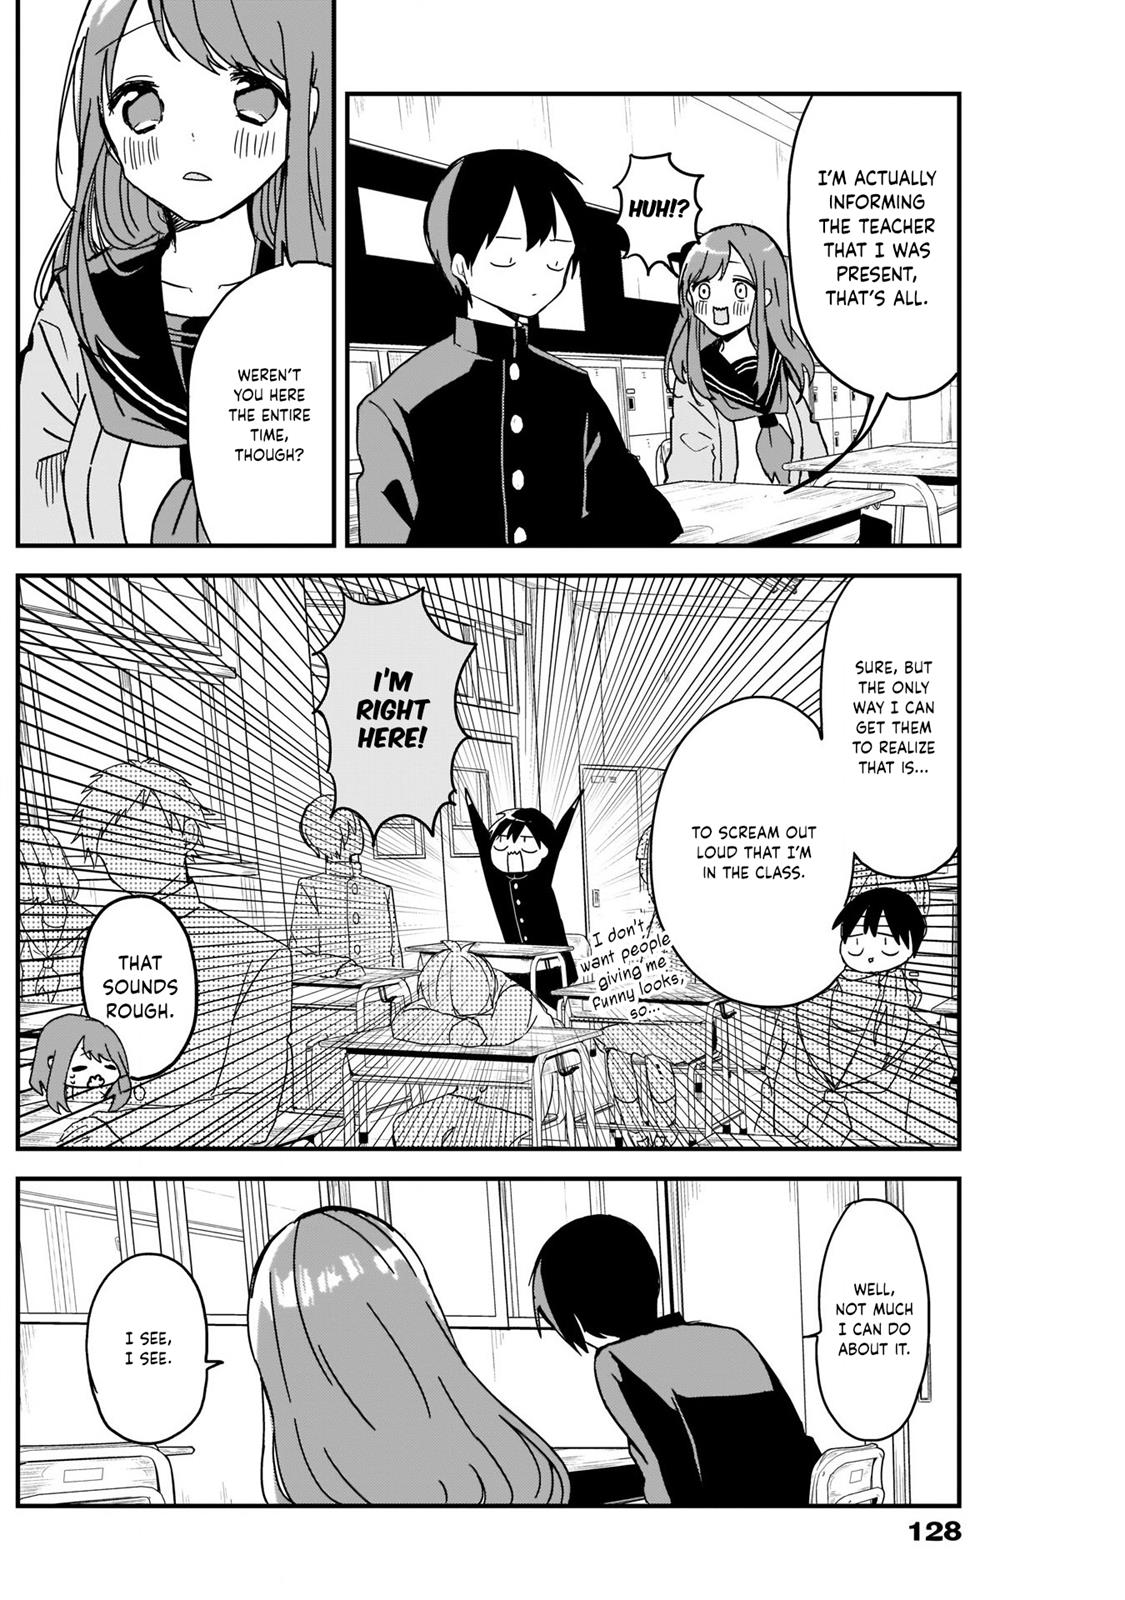 I'M ACTUALLY
INFORMING
THE TEACHER
THAT I WAS
PRESENT,
THAT'S ALL.
HUH!?
WEREN'T
YOU HERE
THE ENTIRE
TIME,
THOUGH?
SURE, BUT
THE ONLY
WAY I CAN
GET THEM
TO REALIZE
THAT IS...
TO SCREAM OUT
LOUD THAT I'M
IN THE CLASS.
I don't
want people
giving me
funny looks,
so...
I'M
RIGHT
HERE!
THAT
SOUNDS
ROUGH.
WELL,
NOT MUCH
I CAN DO
ABOUT IT.
I SEE,
I SEE.
128